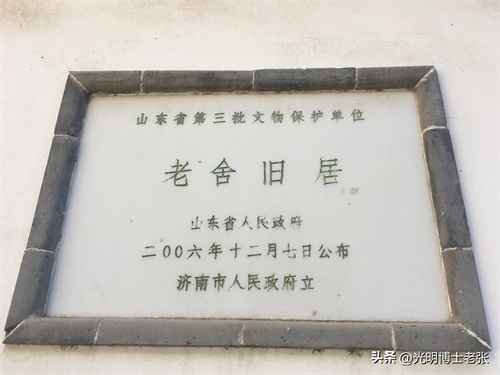 山东省第三批文物保护单位
老舍旧居
山东省人民政府
二00六年十二月七日公布
济南市人民政府立
头条 @光明博士老张